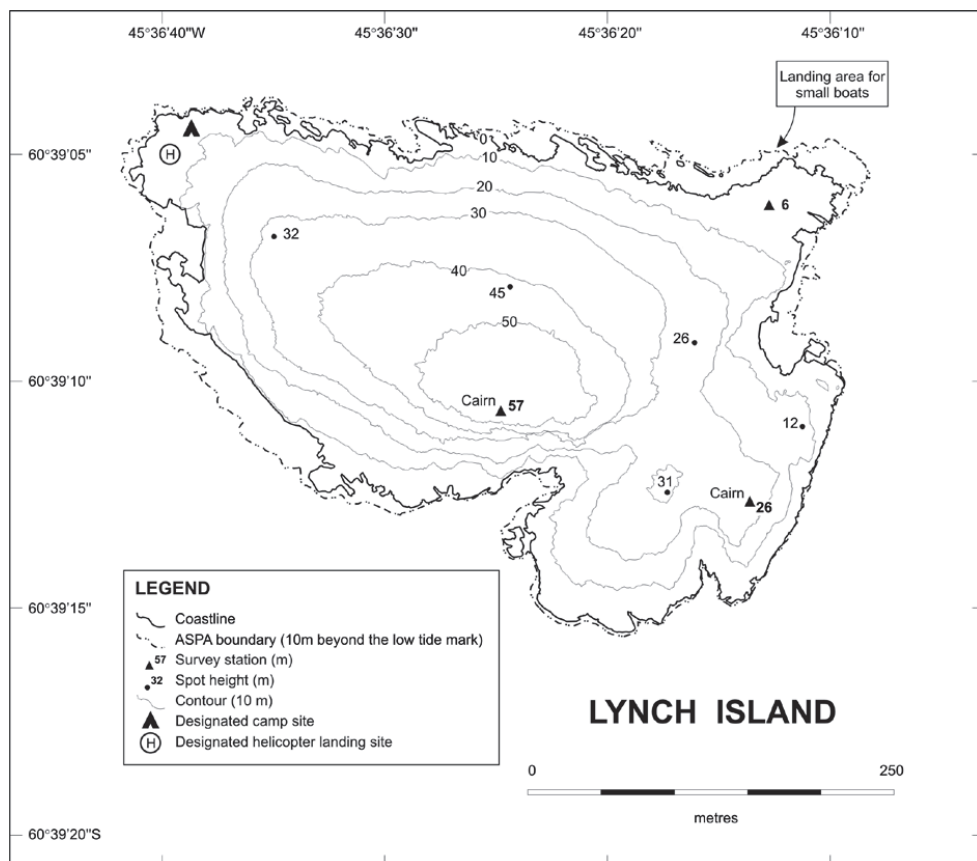 45°36'40"W
45°36'30"
45°36'20"
45°36'10"
Landing area for
small boats
60°39'05"
H
0
10
20
30
40
50
6
32
45
26
60°39'10"
Cairn 57
12
31
Cairn
26
LEGEND
Coastline
ASPA boundary (10m beyond the low tide mark)
57 Survey station (m)
32 Spot height (m)
Contour (10 m)
Designated camp site
H Designated helicopter landing site
60°39'15"
LYNCH ISLAND
0 250
metres
60°39'20"S